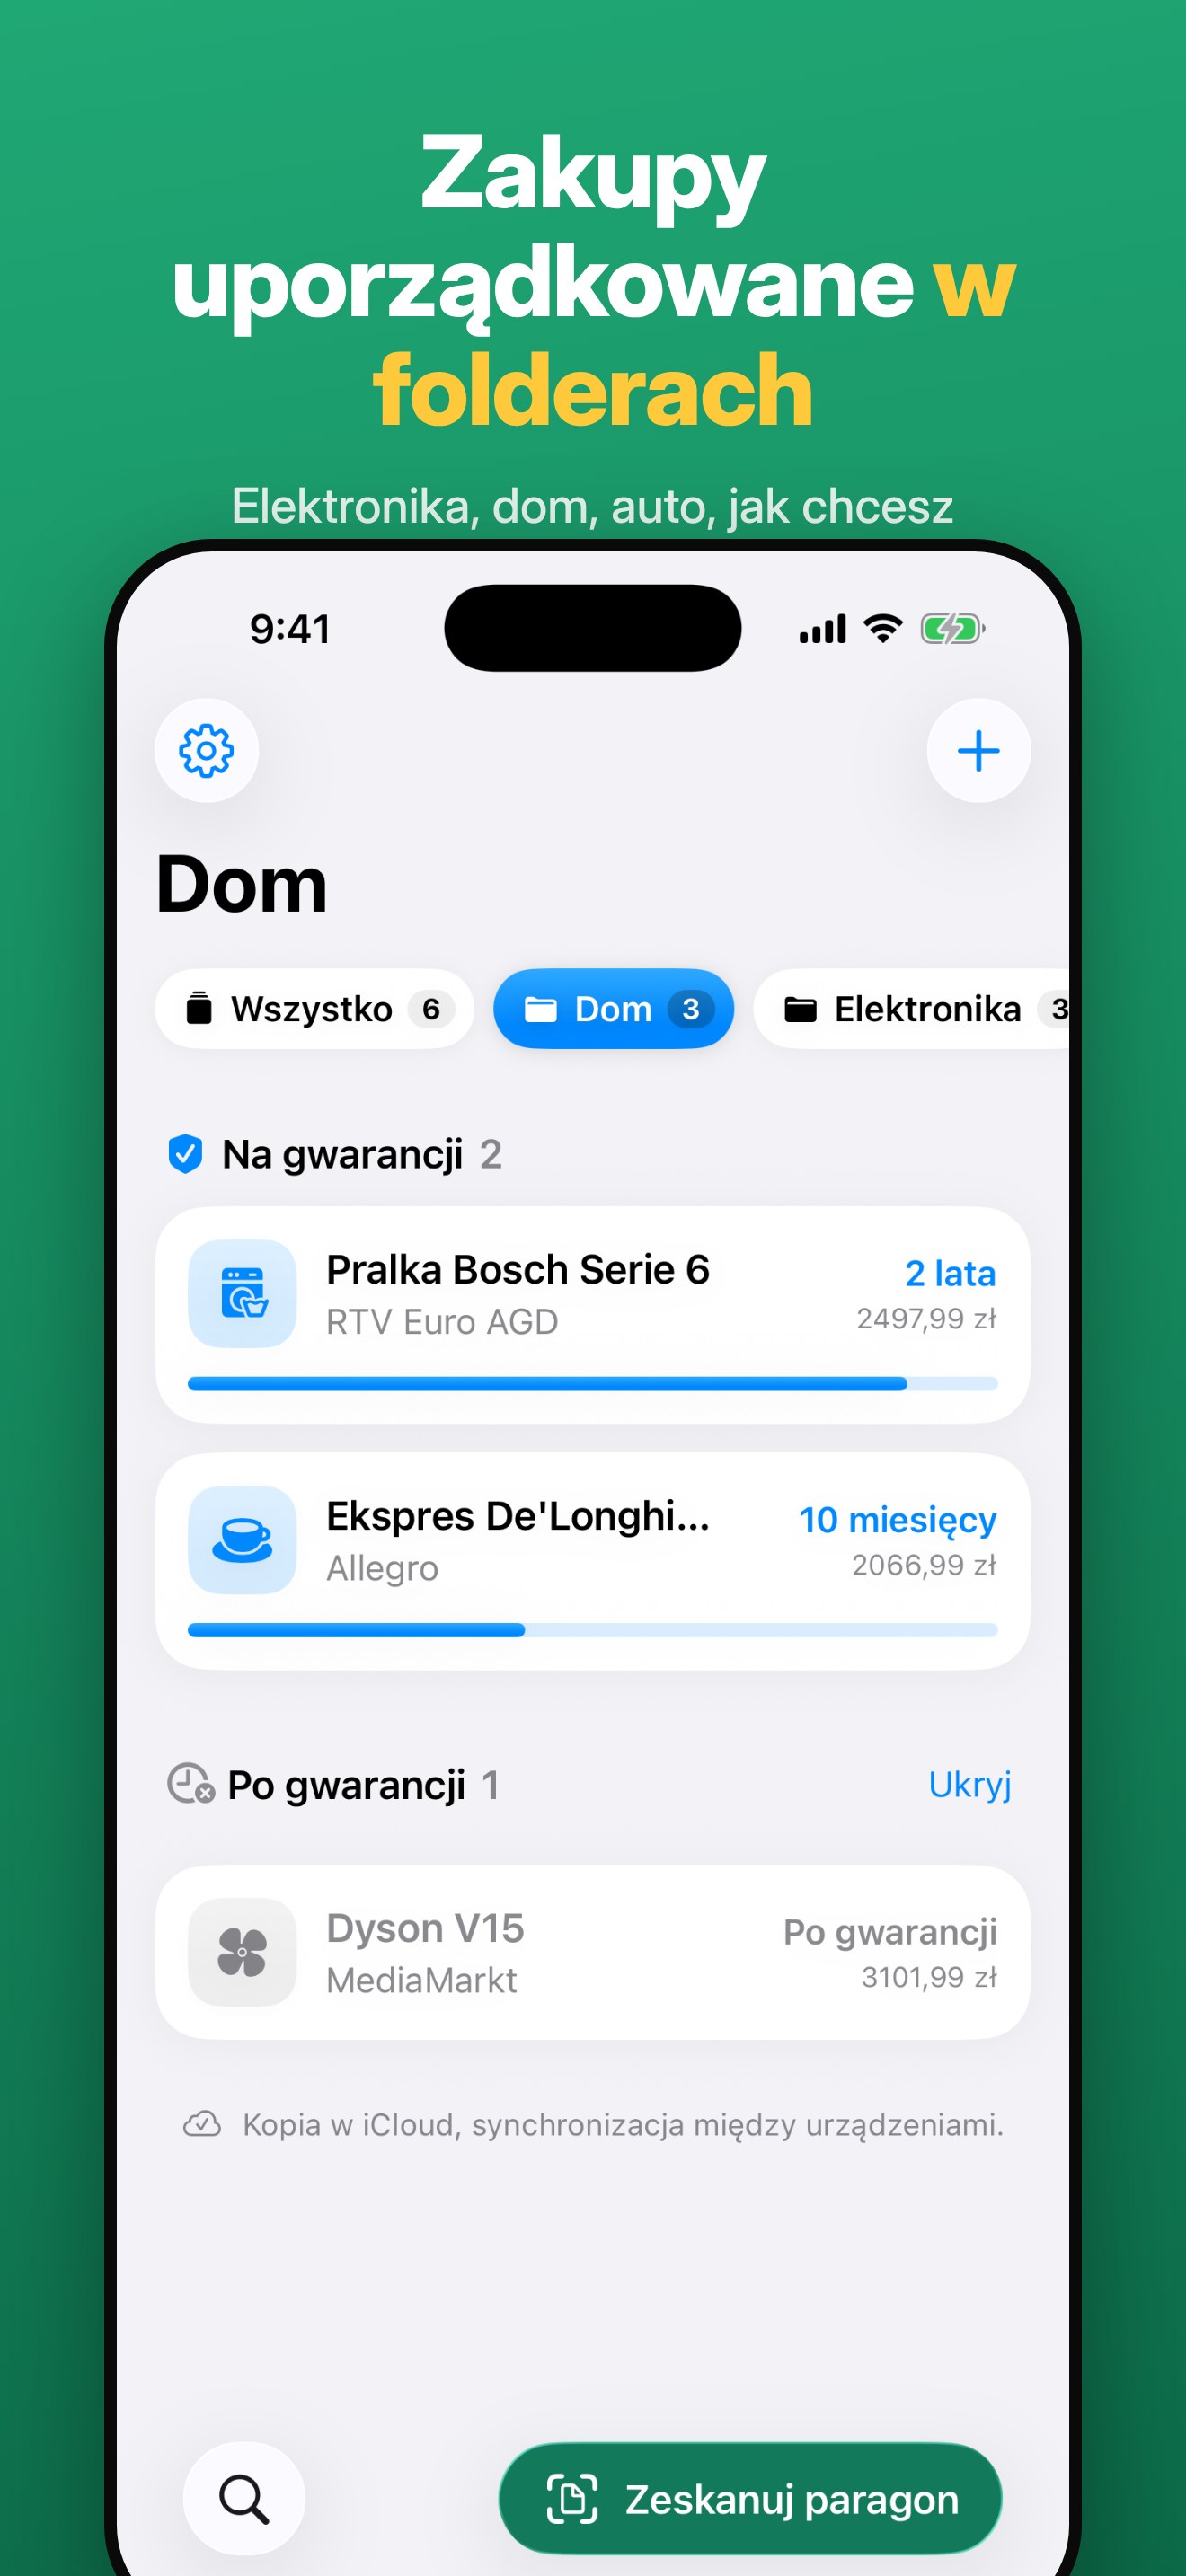 Zakupy
uporządkowane w
folderach
Elektronika, dom, auto, jak chcesz
9:41
Dom
Wszystko 6
Dom 3
Elektronika 3
Na gwarancji 2
Pralka Bosch Serie 6
2 lata
RTV Euro AGD
2497,99 zł
Ekspres De'Longhi...
10 miesięcy
Allegro
2066,99 zł
Po gwarancji 1
Ukryj
Dyson V15
Po gwarancji
MediaMarkt
3101,99 zł
Kopia w iCloud, synchronizacja między urządzeniami.
Zeskanuj paragon